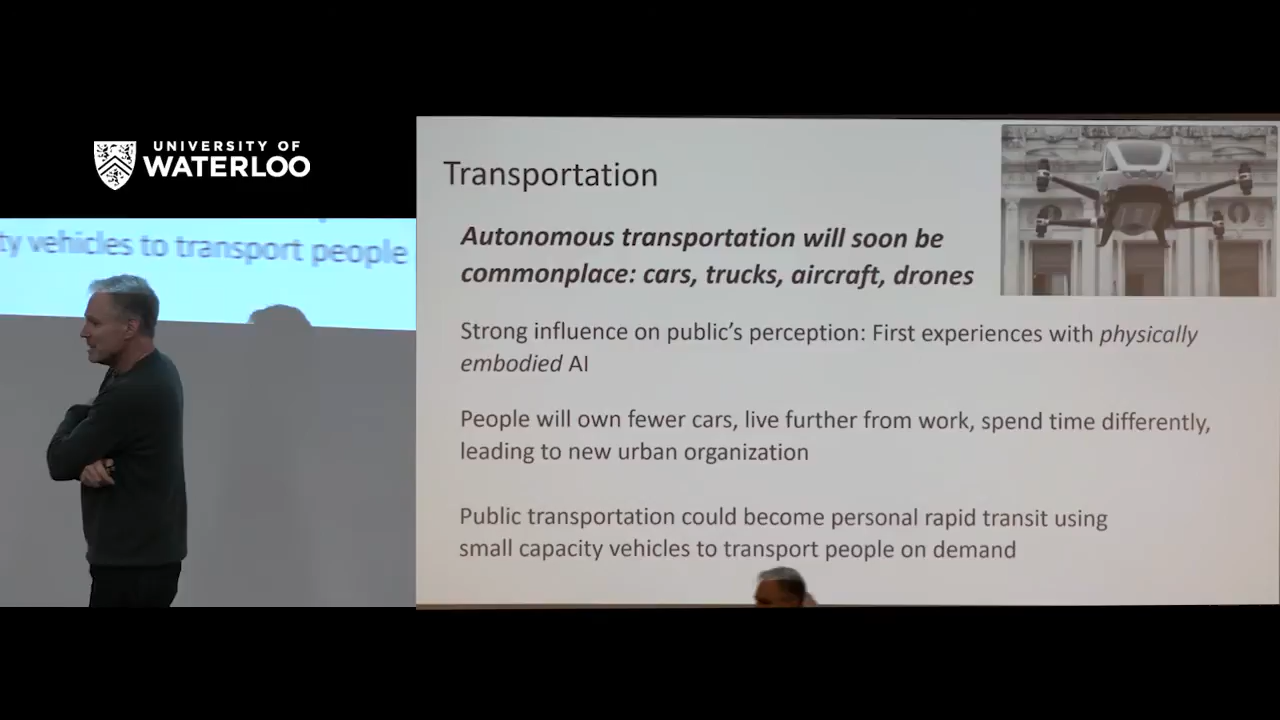 UNIVERSITY OF
WATERLOO
ty vehicles to transport people
Transportation
Autonomous transportation will soon be
commonplace: cars, trucks, aircraft, drones
Strong influence on public's perception: First experiences with physically
embodied AI
People will own fewer cars, live further from work, spend time differently,
leading to new urban organization
Public transportation could become personal rapid transit using
small capacity vehicles to transport people on demand